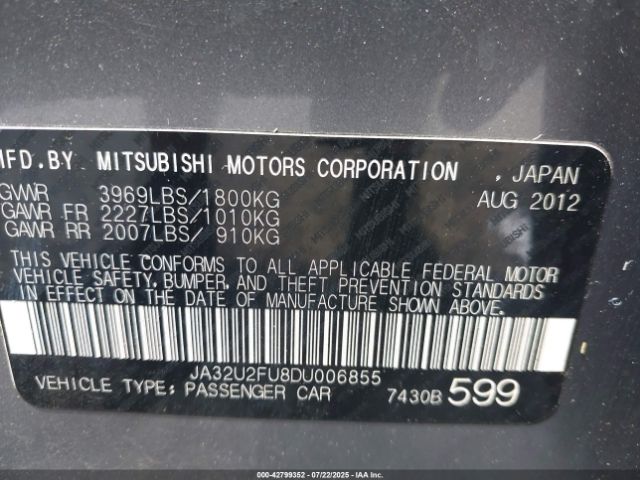 MFD.BY MITSUBISHI MOTORS CORPORATION , JAPAN
GVWR 3969LBS/1800KG AUG 2012
GAWR FR 2227LBS/1010KG
GAWR RR 2007LBS/ 910KG
THIS VEHICLE CONFORMS TO ALL APPLICABLE FEDERAL MOTOR
VEHICLE SAFETY, BUMPER, AND THEFT PREVENTION STANDARDS
IN EFFECT ON THE DATE OF MANUFACTURE SHOWN ABOVE.
JA32U2FU8DU006855
VEHICLE TYPE: PASSENGER CAR 7430B 599
000-42799352 - 07/22/2025 - IAAI.COM